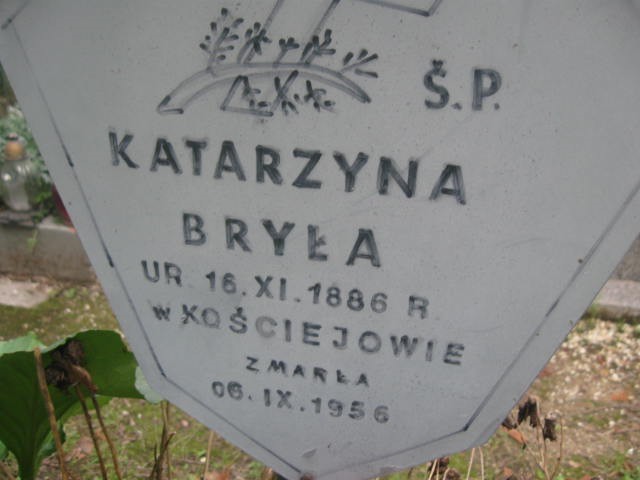 Ś.P.
KATARZYNA
BRYŁA
UR. 16.XI.1886 R.
W KOŚCIEJOWIE
ZMARŁA
06.IX.1956